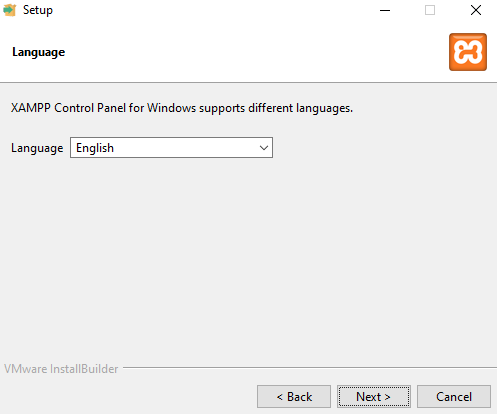 Setup
Language
XAMPP Control Panel for Windows supports different languages.
Language English
VMware InstallBuilder
< Back Next > Cancel